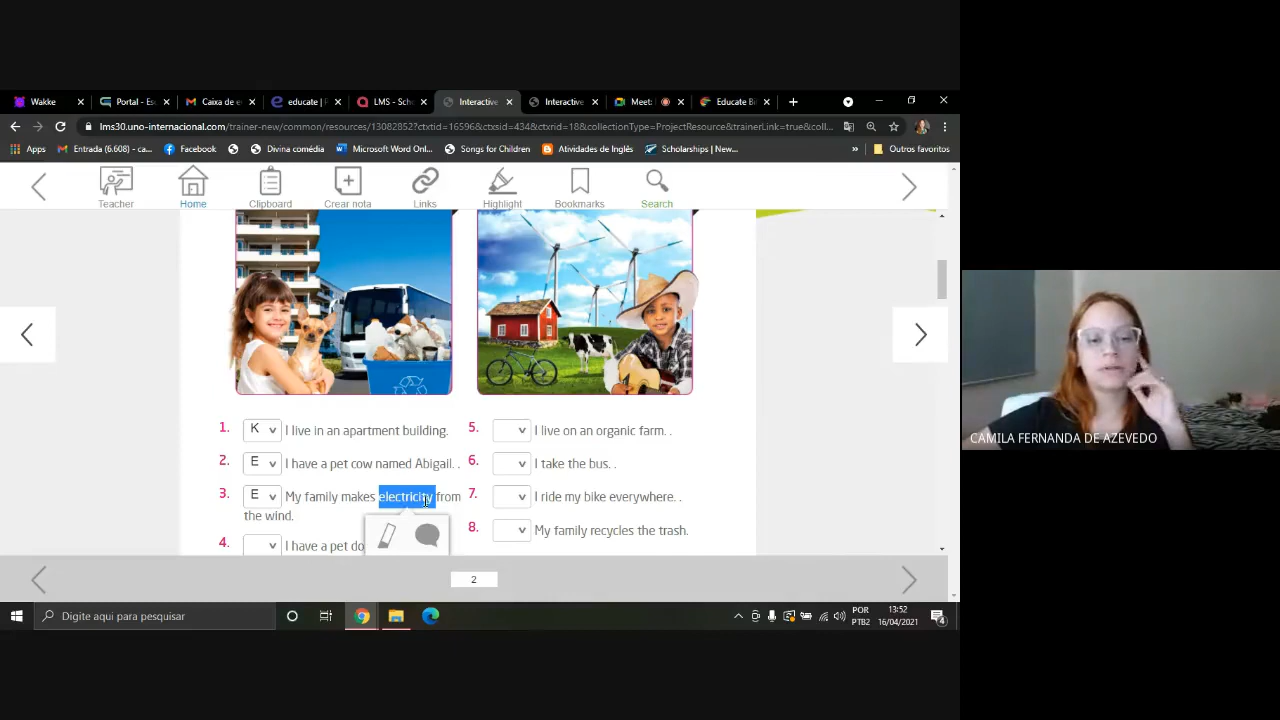 Wakke
Portal - Es
Caixa de e
educate | F
LMS - Scho
Interactive
Interactive
Meet:
Educate Bi
lms30.uno-internacional.com/trainer-new/common/resources/13082852?ctxtid=16596&ctxsid=434&ctxrid=18&collectionType=ProjectResource&trainerLink=true&coll...
Apps
Entrada (6.608) - ca...
Facebook
Divina comédia
Microsoft Word Onl...
Songs for Children
Atividades de Inglês
Scholarships | New...
»
Outros favoritos
Teacher
Home
Clipboard
Crear nota
Links
Highlight
Bookmarks
Search
1. K I live in an apartment building.
2. E I have a pet cow named Abigail. .
3. E My family makes electricity from
the wind.
4. I have a pet do
5. I live on an organic farm. .
6. I take the bus. .
7. I ride my bike everywhere. .
8. My family recycles the trash.
2
CAMILA FERNANDA DE AZEVEDO
Digite aqui para pesquisar
POR
PTB2
13:52
16/04/2021
4